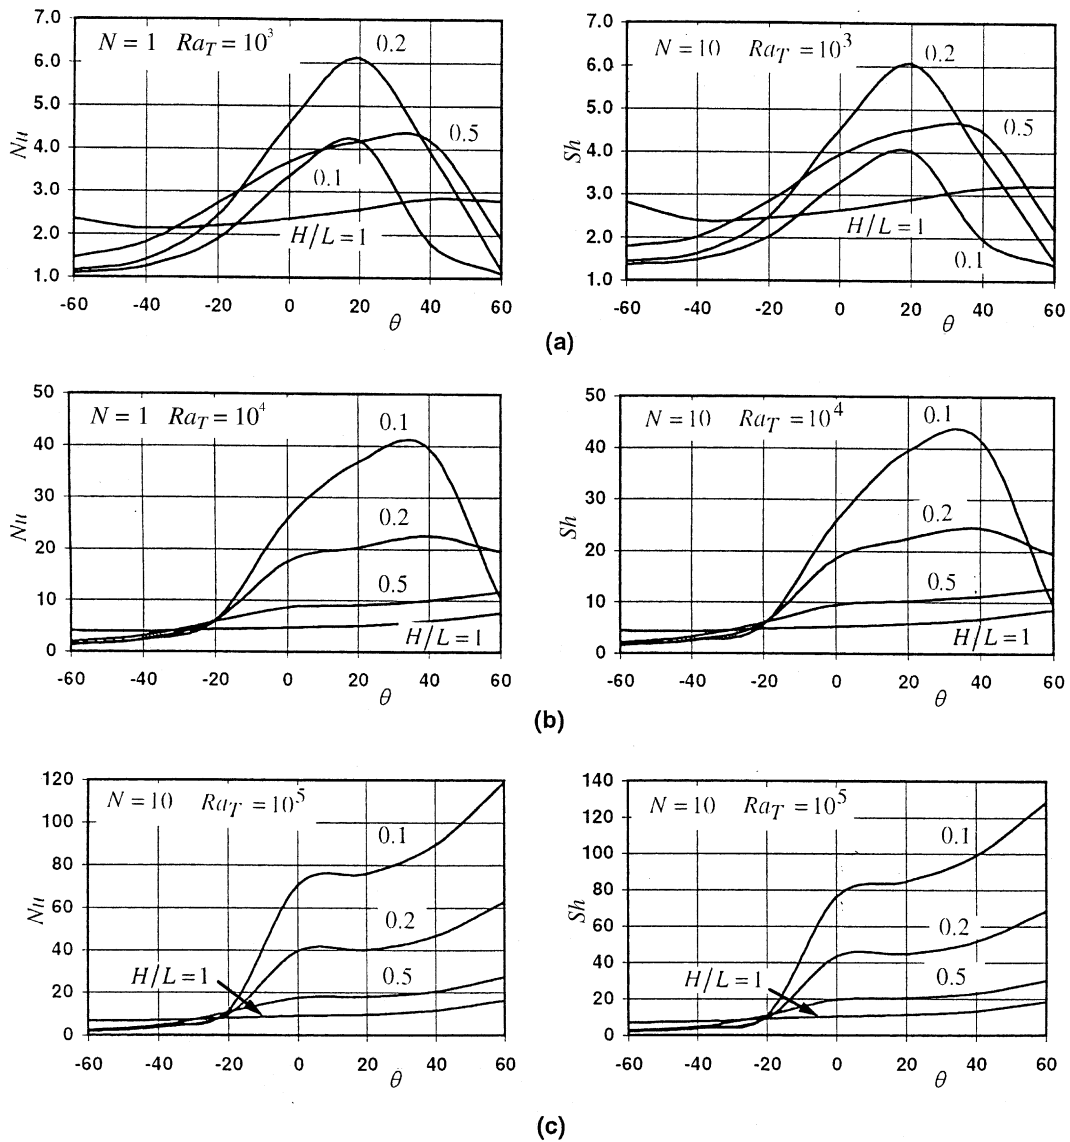 7.0
6.0
5.0
4.0
3.0
2.0
1.0
Nu
N = 1 Ra_T = 10^3
0.2
0.5
0.1
H/L = 1
-60 -40 -20 0 20 40 60
θ
7.0
6.0
5.0
4.0
3.0
2.0
1.0
Sh
N = 10 Ra_T = 10^3
0.2
0.5
H/L = 1
0.1
-60 -40 -20 0 20 40 60
θ
(a)
50
40
30
20
10
0
Nu
N = 1 Ra_T = 10^4
0.1
0.2
0.5
H/L = 1
-60 -40 -20 0 20 40 60
θ
50
40
30
20
10
0
Sh
N = 10 Ra_T = 10^4
0.1
0.2
0.5
H/L = 1
-60 -40 -20 0 20 40 60
θ
(b)
120
100
80
60
40
20
0
Nu
N = 10 Ra_T = 10^5
0.1
0.2
0.5
H/L = 1
-60 -40 -20 0 20 40 60
θ
140
120
100
80
60
40
20
0
Sh
N = 10 Ra_T = 10^5
0.1
0.2
0.5
H/L = 1
-60 -40 -20 0 20 40 60
θ
(c)